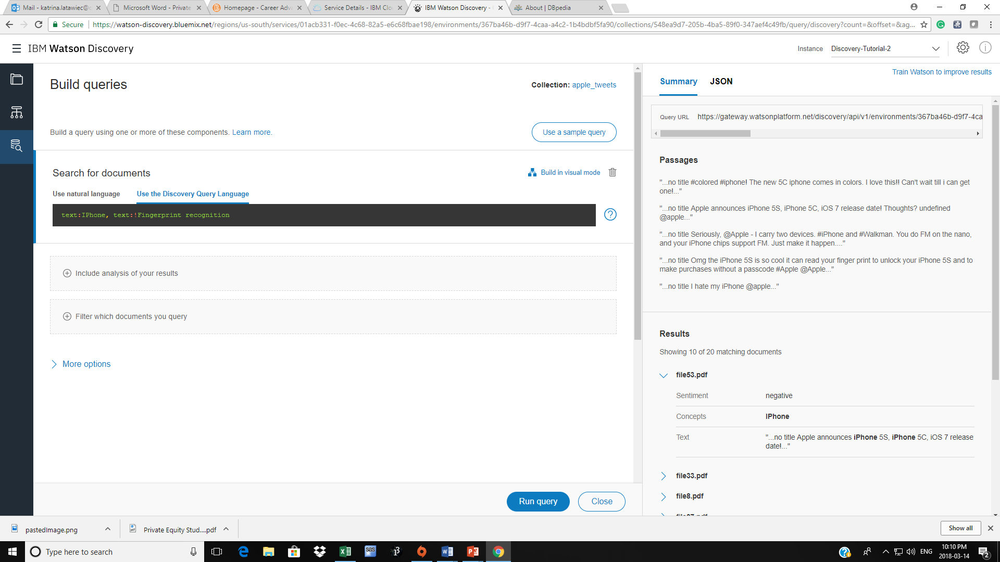 Mail - katrina.latawiec@
Microsoft Word - Private
Homepage - Career Adva
Service Details - IBM Clo
IBM Watson Discovery -
About | DBpedia
Secure
https://watson-discovery.bluemix.net/regions/us-south/services/01acb331-f0ec-4c68-82a5-e6c68fbae198/environments/367ba46b-d9f7-4caa-a4c2-1b4bdbf5fa90/collections/548ea9d7-205b-4ba5-89f0-347aef4c49fb/query/discovery?count=&offset=&ag...
IBM Watson Discovery
Instance
Discovery-Tutorial-2
Build queries
Collection: apple_tweets
Build a query using one or more of these components. Learn more.
Use a sample query
Search for documents
Build in visual mode
Use natural language
Use the Discovery Query Language
text:IPhone, text:!Fingerprint recognition
Include analysis of your results
Filter which documents you query
More options
Run query
Close
Train Watson to improve results
Summary
JSON
Query URL
https://gateway.watsonplatform.net/discovery/api/v1/environments/367ba46b-d9f7-4ca
Passages
"...no title #colored #iphone! The new 5C iphone comes in colors. I love this!! Can't wait till i can get
one!..."
"...no title Apple announces iPhone 5S, iPhone 5C, iOS 7 release date! Thoughts? undefined
@apple..."
"...no title Seriously, @Apple - I carry two devices. #iPhone and #Walkman. You do FM on the nano,
and your iPhone chips support FM. Just make it happen...."
"...no title Omg the iPhone 5S is so cool it can read your finger print to unlock your iPhone 5S and to
make purchases without a passcode #Apple @Apple..."
"...no title I hate my iPhone @apple..."
Results
Showing 10 of 20 matching documents
file53.pdf
Sentiment
negative
Concepts
IPhone
Text
"...no title Apple announces iPhone 5S, iPhone 5C, iOS 7 release
date!..."
file33.pdf
file8.pdf
pastedImage.png
Private Equity Stud....pdf
Show all
Type here to search
ENG
10:10 PM
2018-03-14
2